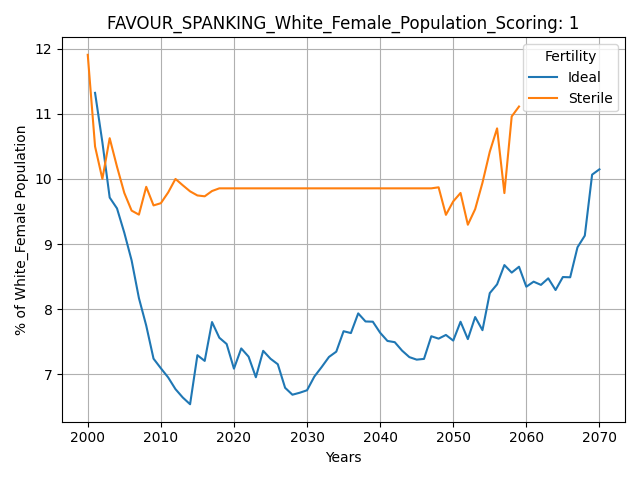 FAVOUR_SPANKING_White_Female_Population_Scoring: 1
% of White_Female Population
12
11
10
9
8
7
Fertility
Ideal
Sterile
2000 2010 2020 2030 2040 2050 2060 2070
Years